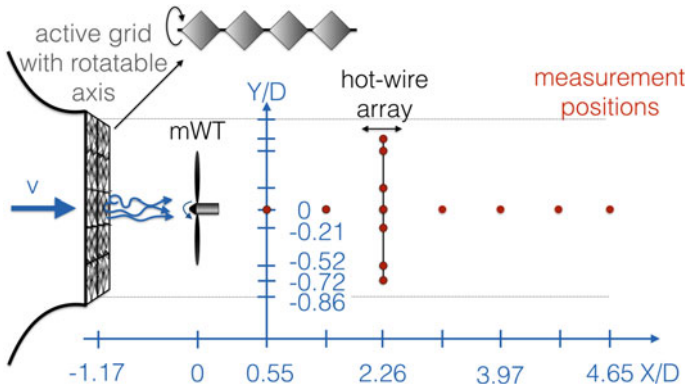 active grid
with rotatable
axis
Y/D
mWT
hot-wire
array
measurement
positions
v
0
-0.21
-0.52
-0.72
-0.86
-1.17 0 0.55 2.26 3.97 4.65 X/D